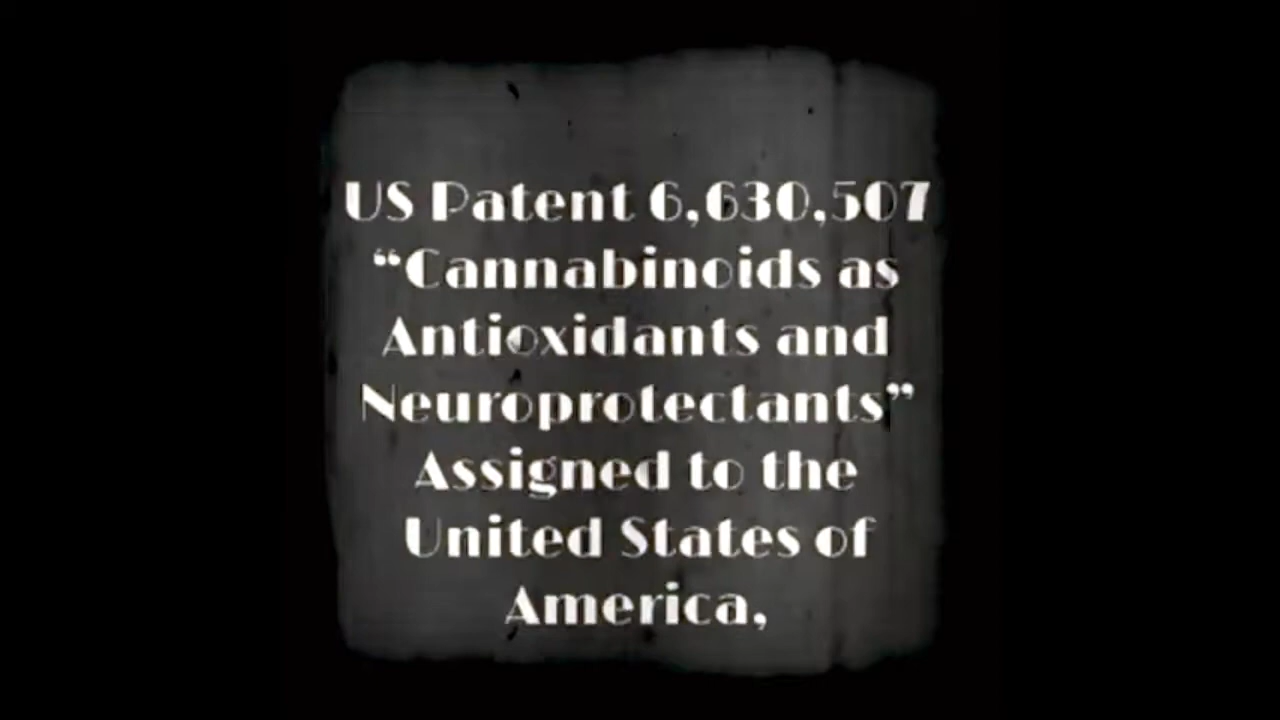 US Patent 6,630,507
“Cannabinoids as
Antioxidants and
Neuroprotectants”
Assigned to the
United States of
America,